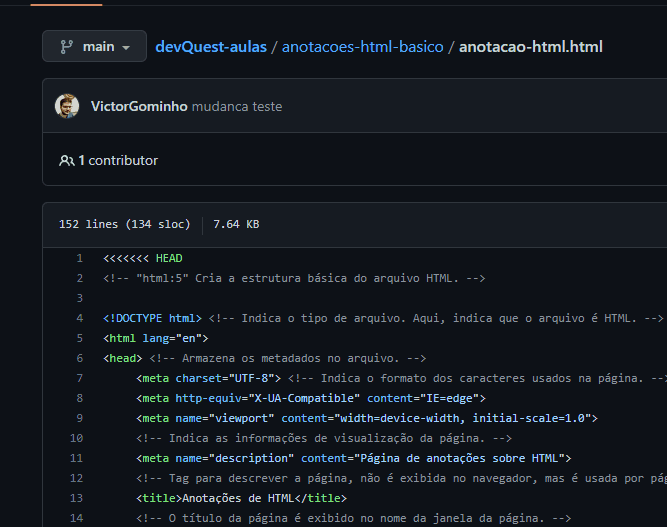 main
devQuest-aulas / anotacoes-html-basico / anotacao-html.html
VictorGominho mudanca teste
1 contributor
152 lines (134 sloc) 7.64 KB
1 <<<<<<< HEAD
2 <!-- "html:5" Cria a estrutura básica do arquivo HTML. -->
3
4 <!DOCTYPE html> <!-- Indica o tipo de arquivo. Aqui, indica que o arquivo é HTML. -->
5 <html lang="en">
6 <head> <!-- Armazena os metadados no arquivo. -->
7 <meta charset="UTF-8"> <!-- Indica o formato dos caracteres usados na página. --
8 <meta http-equiv="X-UA-Compatible" content="IE=edge">
9 <meta name="viewport" content="width=device-width, initial-scale=1.0">
10 <!-- Indica as informações de visualização da página. -->
11 <meta name="description" content="Página de anotações sobre HTML">
12 <!-- Tag para descrever a página, não é exibida no navegador, mas é usada por pág
13 <title>Anotações de HTML</title>
14 <!-- O título da página é exibido no nome da janela da página. -->